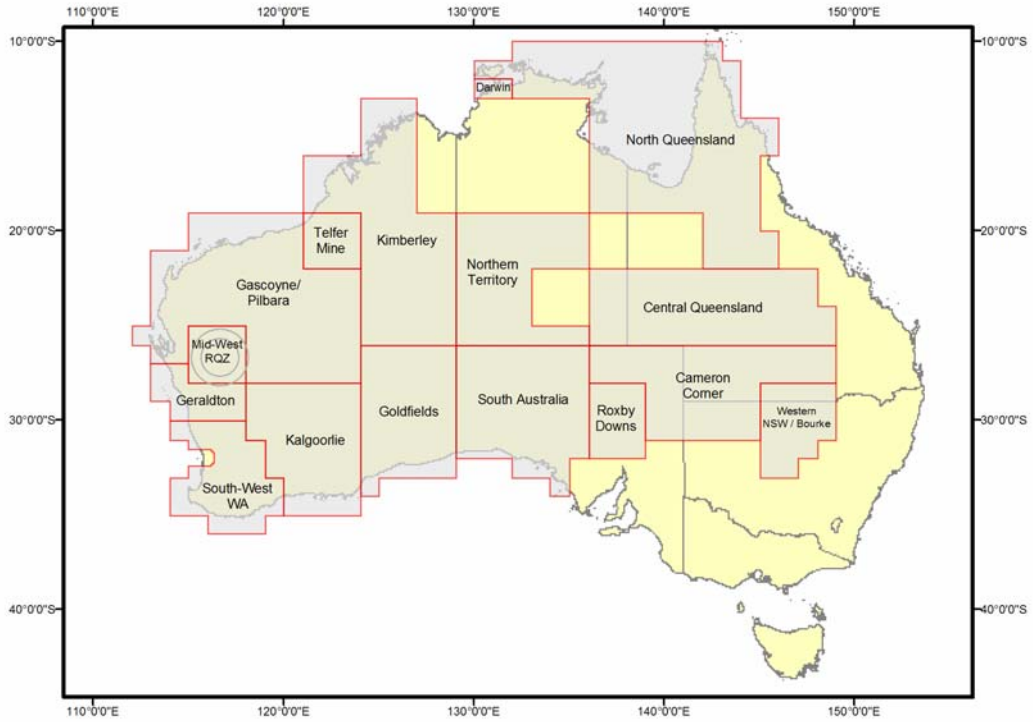 110°0'0"E
120°0'0"E
130°0'0"E
140°0'0"E
150°0'0"E
10°0'0"S
10°0'0"S
Darwin
North Queensland
20°0'0"S
20°0'0"S
Telfer
Mine
Kimberley
Northern
Territory
Gascoyne/
Pilbara
Central Queensland
Mid-West
RQZ
Cameron
Corner
Geraldton
Goldfields
South Australia
Roxby
Downs
Western
NSW / Bourke
30°0'0"S
30°0'0"S
Kalgoorlie
South-West
WA
40°0'0"S
40°0'0"S
110°0'0"E
120°0'0"E
130°0'0"E
140°0'0"E
150°0'0"E